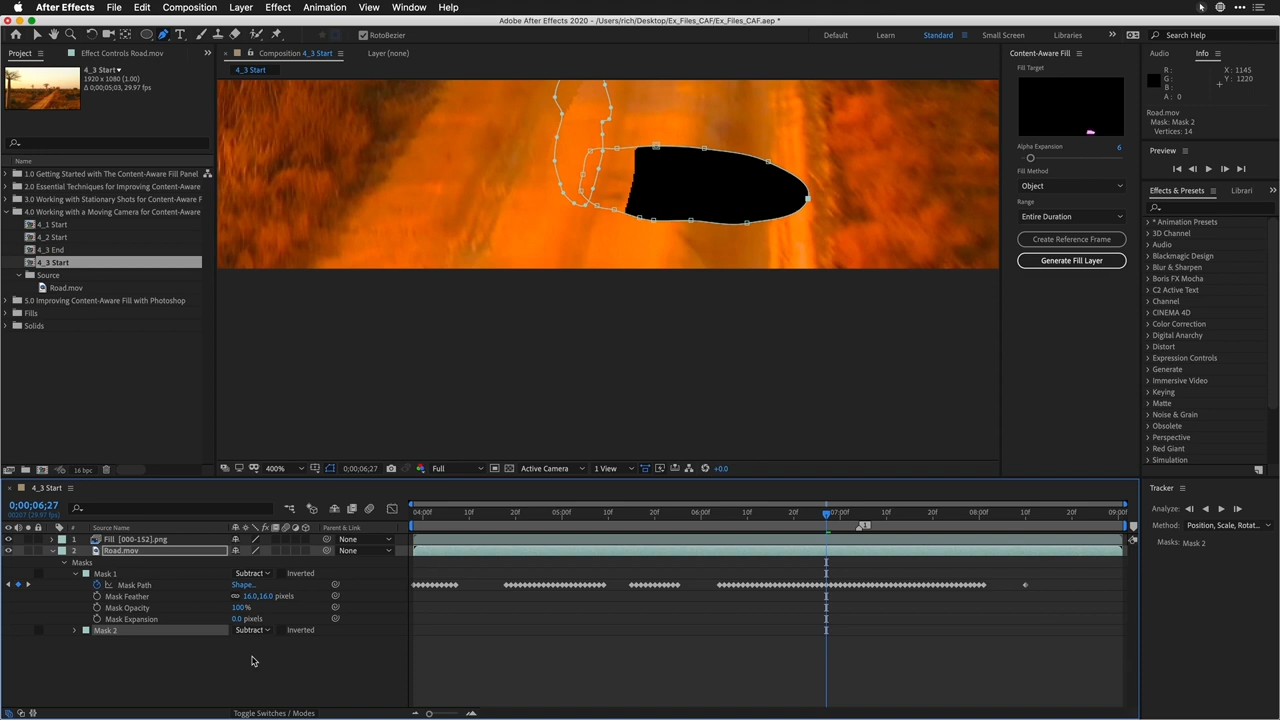 After Effects File Edit Composition Layer Effect Animation View Window Help
Adobe After Effects 2020 - /Users/rich/Desktop/Ex_Files_CAF/Ex_Files_CAF.aep *
RotoBezier Default Learn Standard Small Screen Libraries Search Help
Project Effect Controls Road.mov Composition 4_3 Start Layer (none) Content-Aware Fill Audio Info
4_3 Start
1920 x 1080 (1.00)
Δ 0;00;05;03, 29.97 fps
4_3 Start
Fill Target
R :
G :
B :
A : 0
X : 1145
Y : 1220
Road.mov
Mask: Mask 2
Vertices: 14
Alpha Expansion 6
Preview
Fill Method
Object
Range
Entire Duration
Create Reference Frame
Generate Fill Layer
Effects & Presets Librari
* Animation Presets
3D Channel
Audio
Blackmagic Design
Blur & Sharpen
Boris FX Mocha
C2 Active Text
Channel
CINEMA 4D
Color Correction
Digital Anarchy
Distort
Expression Controls
Generate
Immersive Video
Keying
Matte
Noise & Grain
Obsolete
Perspective
Red Giant
Simulation
Name
1.0 Getting Started with The Content-Aware Fill Panel
2.0 Essential Techniques for Improving Content-Aware
3.0 Working with Stationary Shots for Content-Aware F
4.0 Working with a Moving Camera for Content-Aware
4_1 Start
4_2 Start
4_3 End
4_3 Start
Source
Road.mov
5.0 Improving Content-Aware Fill with Photoshop
Fills
Solids
16 bpc
400% 0;00;06;27 Full Active Camera 1 View +0.0
4_3 Start
0;00;06;27
00207 (29.97 fps)
04:00f 10f 20f 05:00f 10f 20f 06:00f 10f 20f 07:00f 10f 20f 08:00f 10f 20f 09:00f
# Source Name Parent & Link
1
1 Fill [000-152].png None
2 Road.mov None
Masks
Mask 1 Subtract Inverted
Mask Path Shape...
Mask Feather 16.0,16.0 pixels
Mask Opacity 100%
Mask Expansion 0.0 pixels
Mask 2 Subtract Inverted
Toggle Switches / Modes
Tracker
Analyze:
Method: Position, Scale, Rotat...
Masks: Mask 2